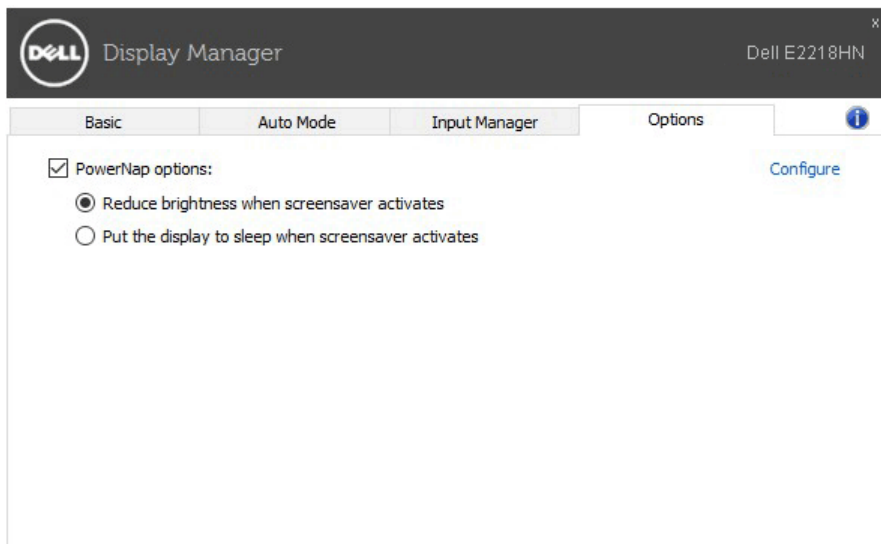 x
DELL Display Manager
Dell E2218HN
Basic Auto Mode Input Manager Options i
PowerNap options: Configure
Reduce brightness when screensaver activates
Put the display to sleep when screensaver activates